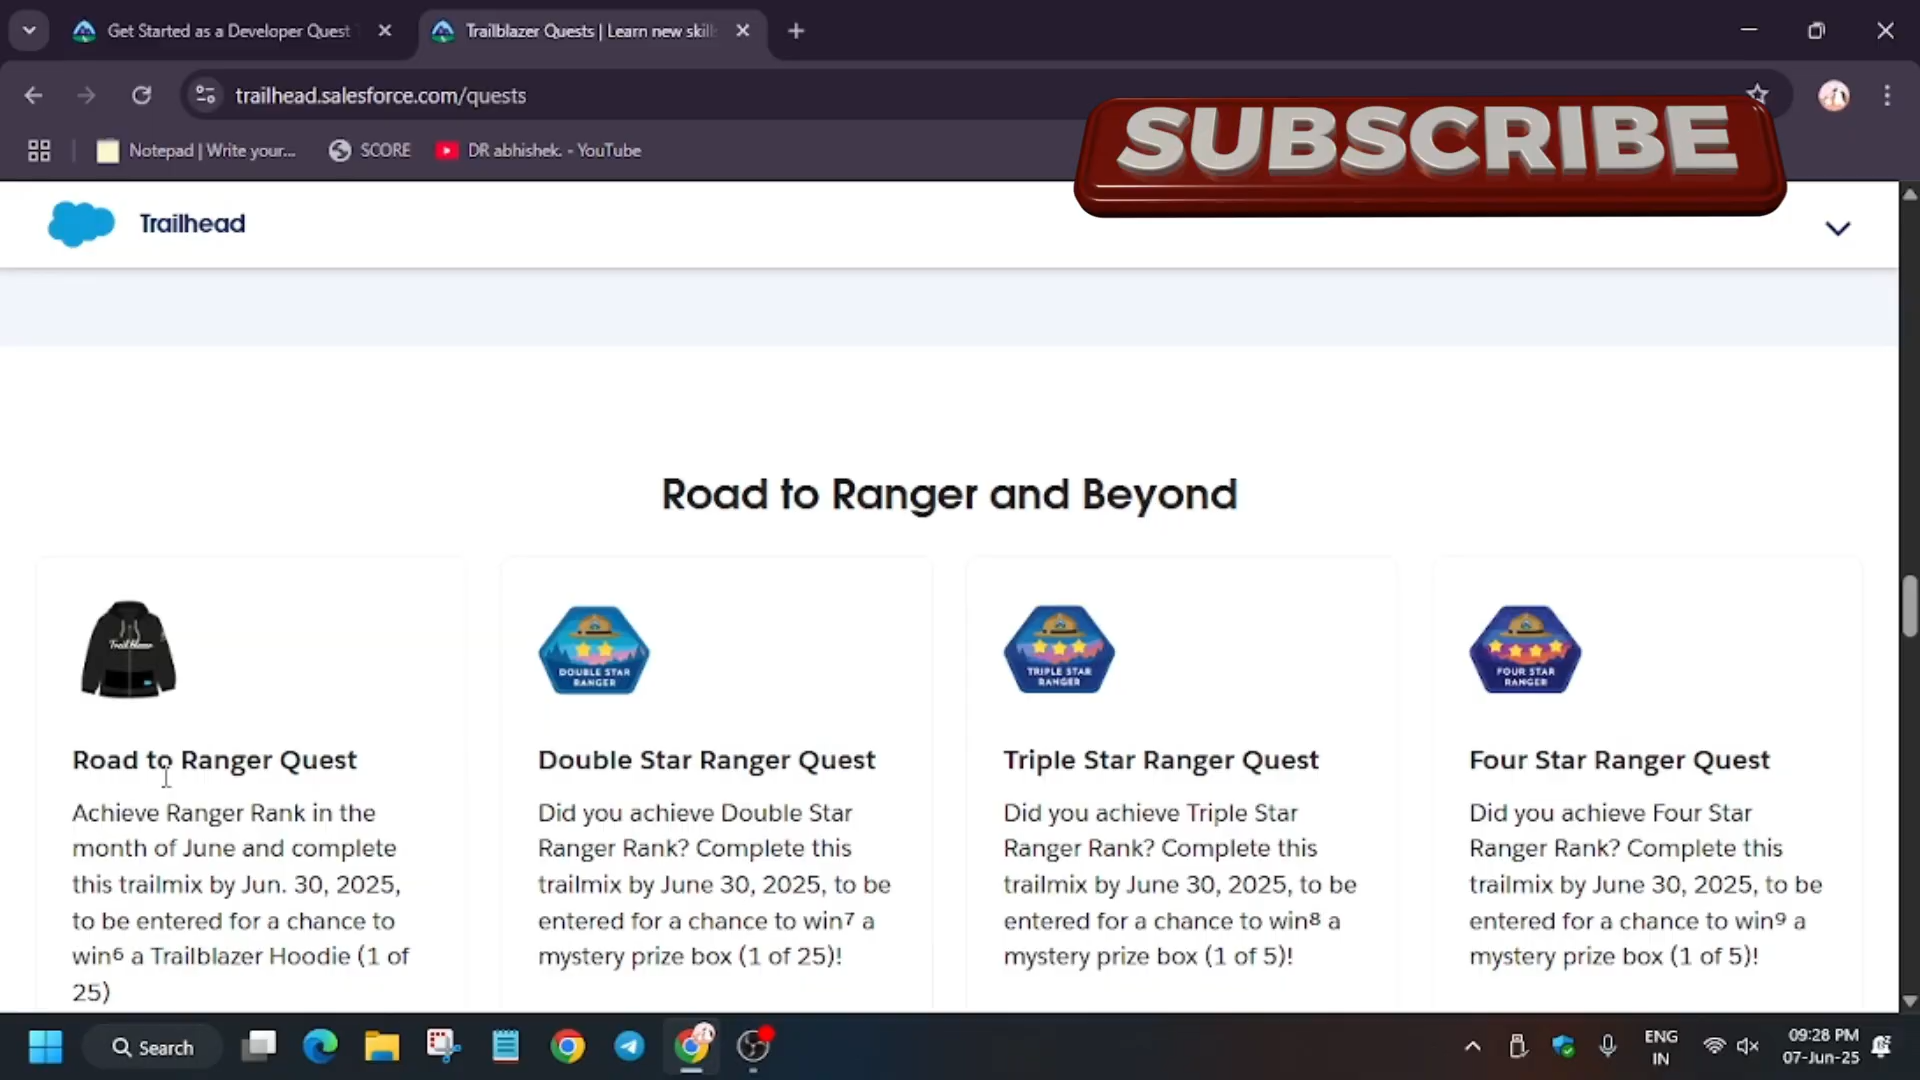 Get Started as a Developer Quest
Trailblazer Quests | Learn new skill
trailhead.salesforce.com/quests
SUBSCRIBE
Notepad | Write your...
SCORE
DR abhishek. - YouTube
Trailhead
Road to Ranger and Beyond
Trailblazer
DOUBLE STAR
RANGER
TRIPLE STAR
RANGER
FOUR STAR
RANGER
Road to Ranger Quest
Achieve Ranger Rank in the
month of June and complete
this trailmix by Jun. 30, 2025,
to be entered for a chance to
win⁶ a Trailblazer Hoodie (1 of
25)
Double Star Ranger Quest
Did you achieve Double Star
Ranger Rank? Complete this
trailmix by June 30, 2025, to be
entered for a chance to win⁷ a
mystery prize box (1 of 25)!
Triple Star Ranger Quest
Did you achieve Triple Star
Ranger Rank? Complete this
trailmix by June 30, 2025, to be
entered for a chance to win⁸ a
mystery prize box (1 of 5)!
Four Star Ranger Quest
Did you achieve Four Star
Ranger Rank? Complete this
trailmix by June 30, 2025, to be
entered for a chance to win⁹ a
mystery prize box (1 of 5)!
Search
ENG
IN
09:28 PM
07-Jun-25